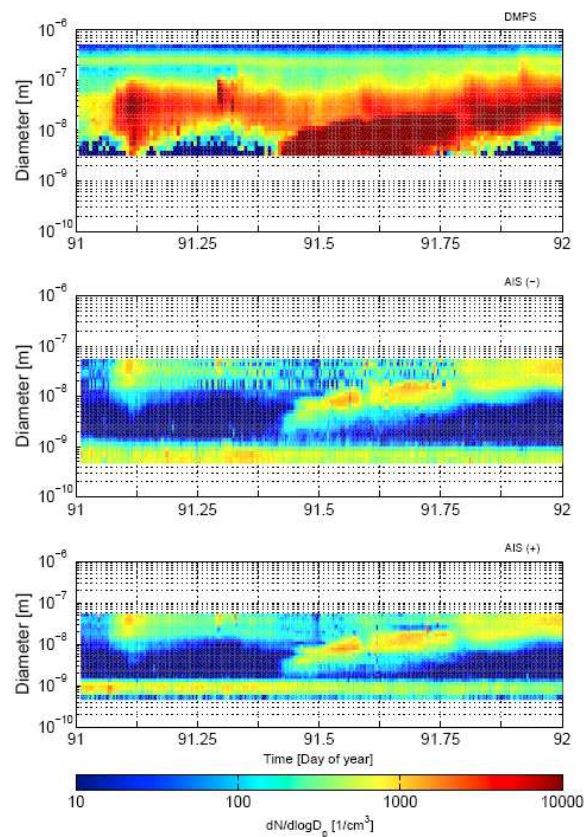 DMPS
10⁻⁶
10⁻⁷
10⁻⁸
10⁻⁹
10⁻¹⁰
Diameter [m]
91 91.25 91.5 91.75 92
AIS (−)
10⁻⁶
10⁻⁷
10⁻⁸
10⁻⁹
10⁻¹⁰
Diameter [m]
91 91.25 91.5 91.75 92
AIS (+)
10⁻⁶
10⁻⁷
10⁻⁸
10⁻⁹
10⁻¹⁰
Diameter [m]
91 91.25 91.5 91.75 92
Time [Day of year]
10 100 1000 10000
dN/dlogDₚ [1/cm³]